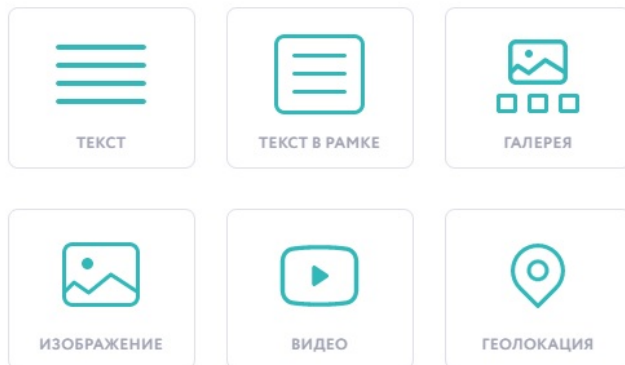 ТЕКСТ
ТЕКСТ В РАМКЕ
ГАЛЕРЕЯ
ИЗОБРАЖЕНИЕ
ВИДЕО
ГЕОЛОКАЦИЯ